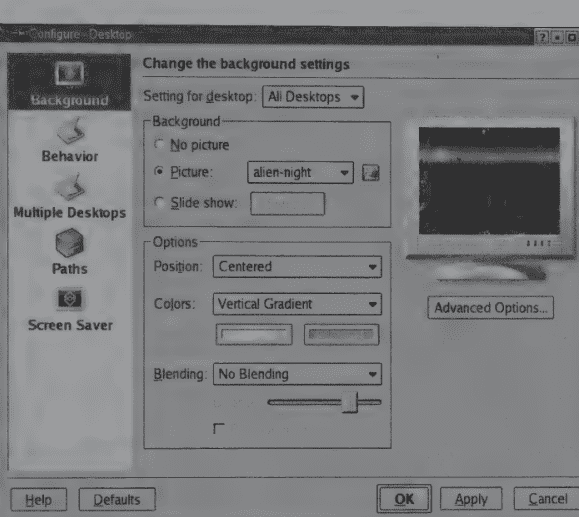 Configure - Desktop
Background
Behavior
Multiple Desktops
Paths
Screen Saver
Change the background settings
Setting for desktop: All Desktops
Background
No picture
Picture: alien-night
Slide show:
Options
Position: Centered
Colors: Vertical Gradient
Blending: No Blending
Advanced Options...
Help
Defaults
OK
Apply
Cancel